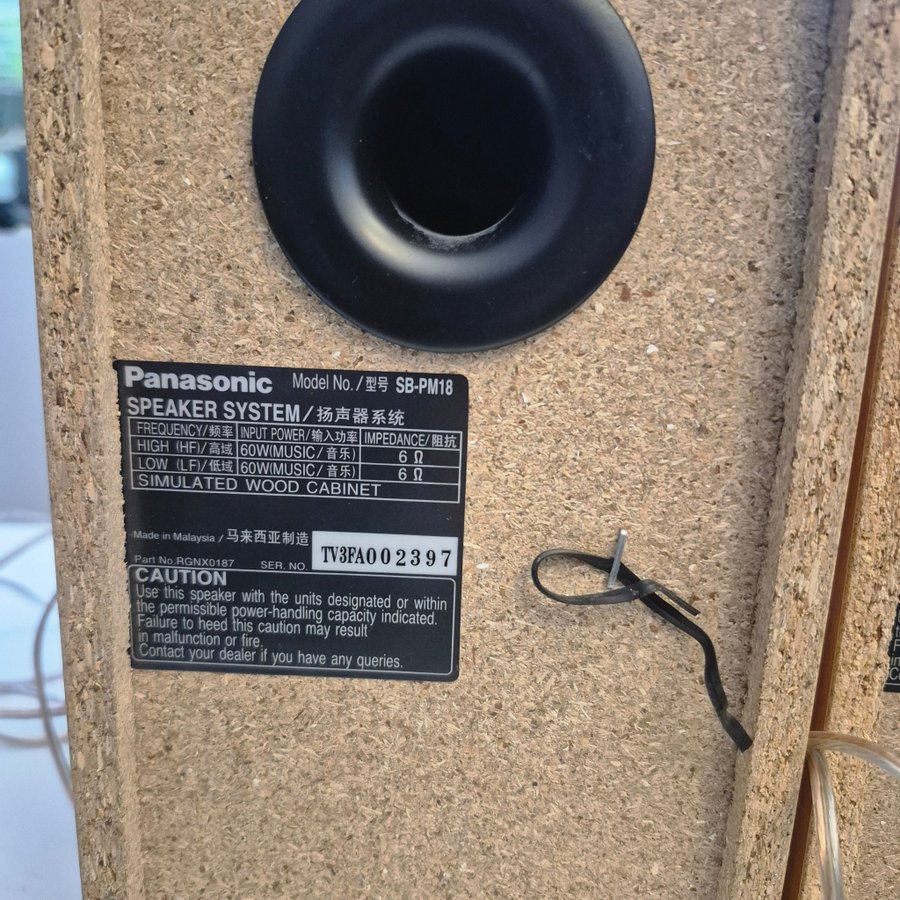 Panasonic Model No./型号 SB-PM18
SPEAKER SYSTEM/扬声器系统
FREQUENCY/频率 INPUT POWER/输入功率 IMPEDANCE/阻抗
HIGH (HF)/高域 60W(MUSIC/音乐) 6 Ω
LOW (LF)/低域 60W(MUSIC/音乐) 6 Ω
SIMULATED WOOD CABINET
Made in Malaysia/马来西亚制造
Part No.RGNX0187 SER. NO. TV3FA002397
CAUTION
Use this speaker with the units designated or within
the permissible power-handling capacity indicated.
Failure to heed this caution may result
in malfunction or fire.
Contact your dealer if you have any queries.